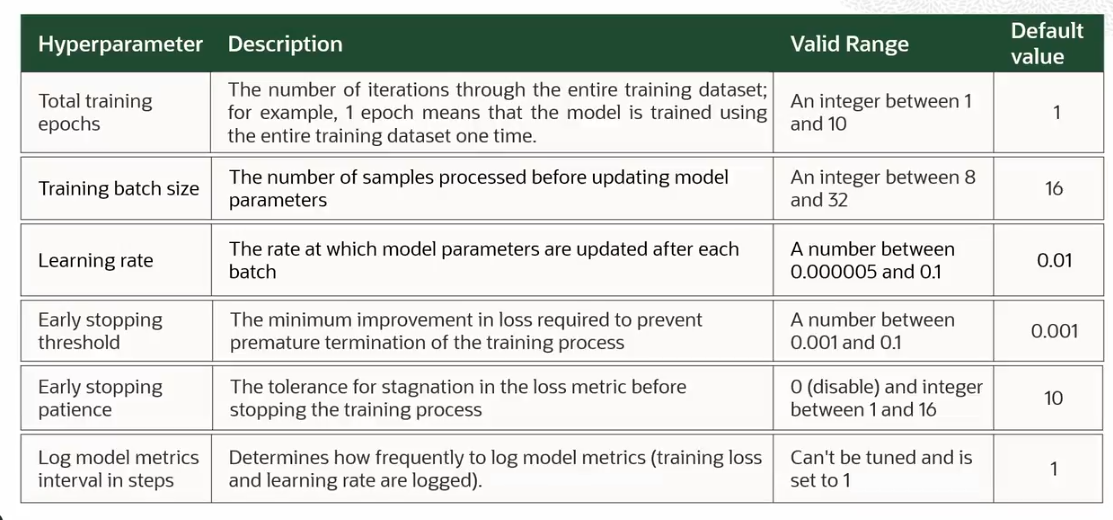 Hyperparameter Description Valid Range Default
value
Total training
epochs
The number of iterations through the entire training dataset;
for example, 1 epoch means that the model is trained using
the entire training dataset one time.
An integer between 1
and 10
1
Training batch size
The number of samples processed before updating model
parameters
An integer between 8
and 32
16
Learning rate
The rate at which model parameters are updated after each
batch
A number between
0.000005 and 0.1
0.01
Early stopping
threshold
The minimum improvement in loss required to prevent
premature termination of the training process
A number between
0.001 and 0.1
0.001
Early stopping
patience
The tolerance for stagnation in the loss metric before
stopping the training process
0 (disable) and integer
between 1 and 16
10
Log model metrics
interval in steps
Determines how frequently to log model metrics (training loss
and learning rate are logged).
Can't be tuned and is
set to 1
1